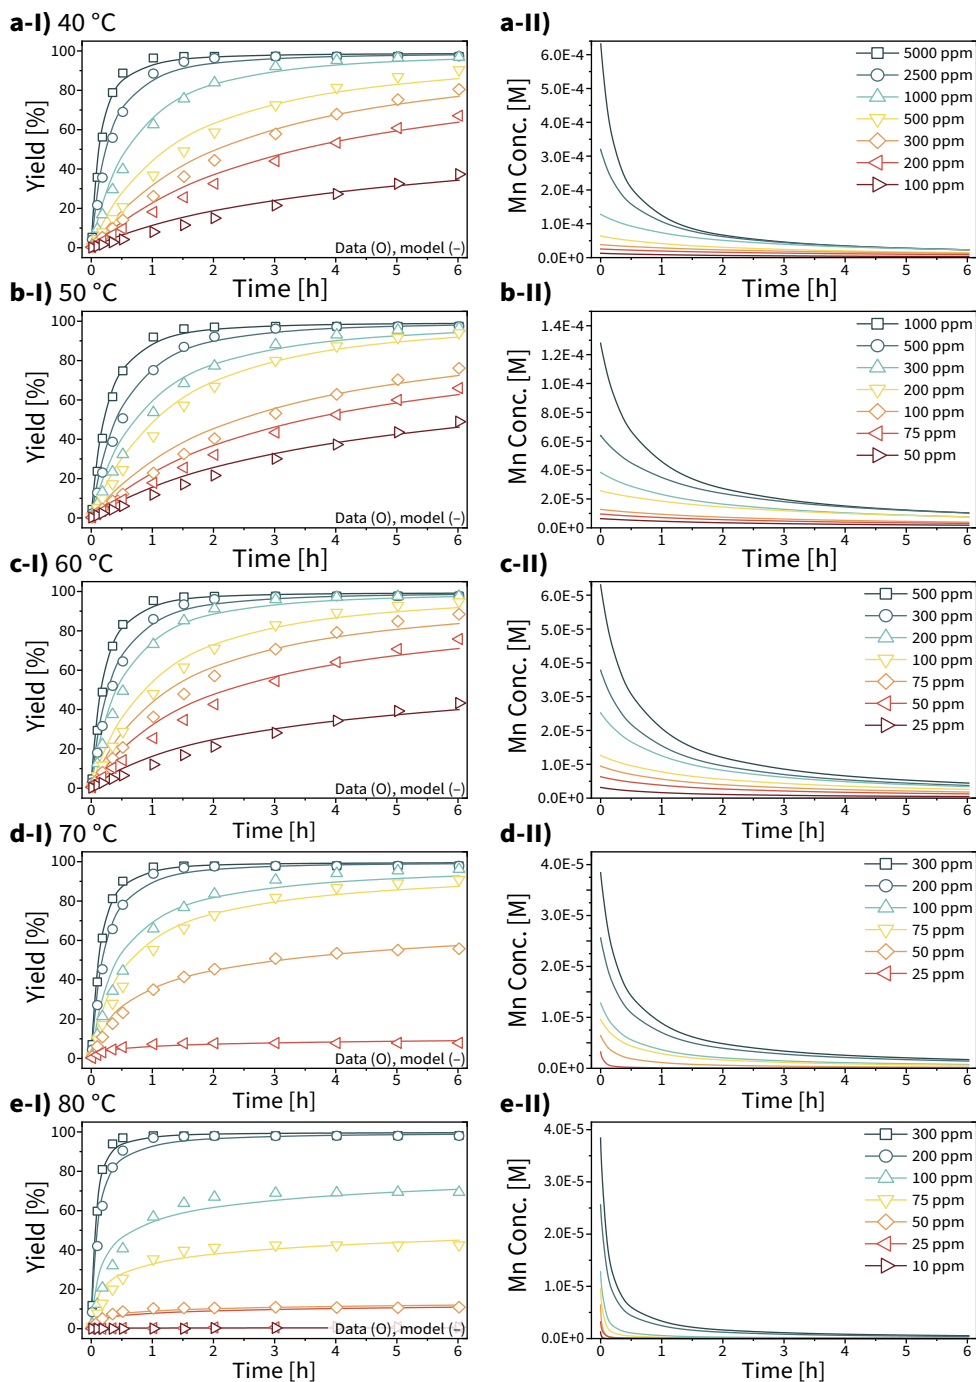 a-I) 40 °C
100
80
60
40
20
0
Yield [%]
Data (O), model (–)
0 1 2 3 4 5 6
Time [h]
a-II)
6.0E-4
5.0E-4
4.0E-4
3.0E-4
2.0E-4
1.0E-4
0.0E+0
Mn Conc. [M]
5000 ppm
2500 ppm
1000 ppm
500 ppm
300 ppm
200 ppm
100 ppm
0 1 2 3 4 5 6
Time [h]
b-I) 50 °C
100
80
60
40
20
0
Yield [%]
Data (O), model (–)
0 1 2 3 4 5 6
Time [h]
b-II)
1.4E-4
1.2E-4
1.0E-4
8.0E-5
6.0E-5
4.0E-5
2.0E-5
0.0E+0
Mn Conc. [M]
1000 ppm
500 ppm
300 ppm
200 ppm
100 ppm
75 ppm
50 ppm
0 1 2 3 4 5 6
Time [h]
c-I) 60 °C
100
80
60
40
20
0
Yield [%]
Data (O), model (–)
0 1 2 3 4 5 6
Time [h]
c-II)
6.0E-5
5.0E-5
4.0E-5
3.0E-5
2.0E-5
1.0E-5
0.0E+0
Mn Conc. [M]
500 ppm
300 ppm
200 ppm
100 ppm
75 ppm
50 ppm
25 ppm
0 1 2 3 4 5 6
Time [h]
d-I) 70 °C
100
80
60
40
20
0
Yield [%]
Data (O), model (–)
0 1 2 3 4 5 6
Time [h]
d-II)
4.0E-5
3.0E-5
2.0E-5
1.0E-5
0.0E+0
Mn Conc. [M]
300 ppm
200 ppm
100 ppm
75 ppm
50 ppm
25 ppm
0 1 2 3 4 5 6
Time [h]
e-I) 80 °C
100
80
60
40
20
0
Yield [%]
Data (O), model (–)
0 1 2 3 4 5 6
Time [h]
e-II)
4.0E-5
3.0E-5
2.0E-5
1.0E-5
0.0E+0
Mn Conc. [M]
300 ppm
200 ppm
100 ppm
75 ppm
50 ppm
25 ppm
10 ppm
0 1 2 3 4 5 6
Time [h]